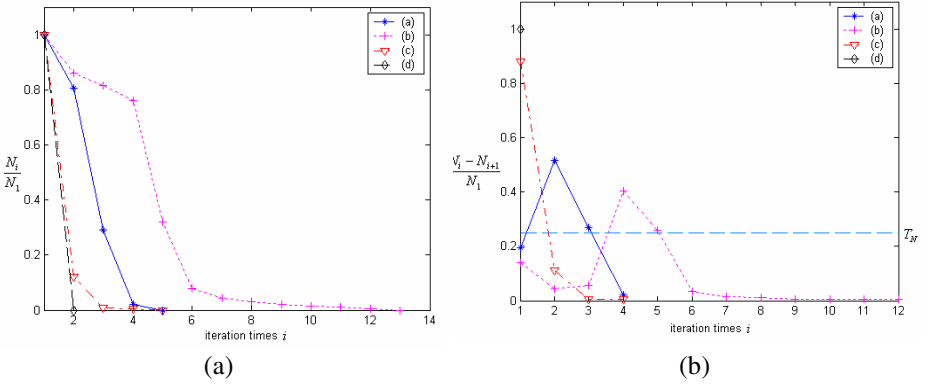 1
0.8
0.6
0.4
0.2
0
N_i
N_1
2 4 6 8 10 12 14
iteration times i
(a)
(b)
(c)
(d)
(a)
1
0.8
0.6
0.4
0.2
0
N_i − N_{i+1}
N_1
1 2 3 4 5 6 7 8 9 10 11 12
iteration times i
T_N
(a)
(b)
(c)
(d)
(b)